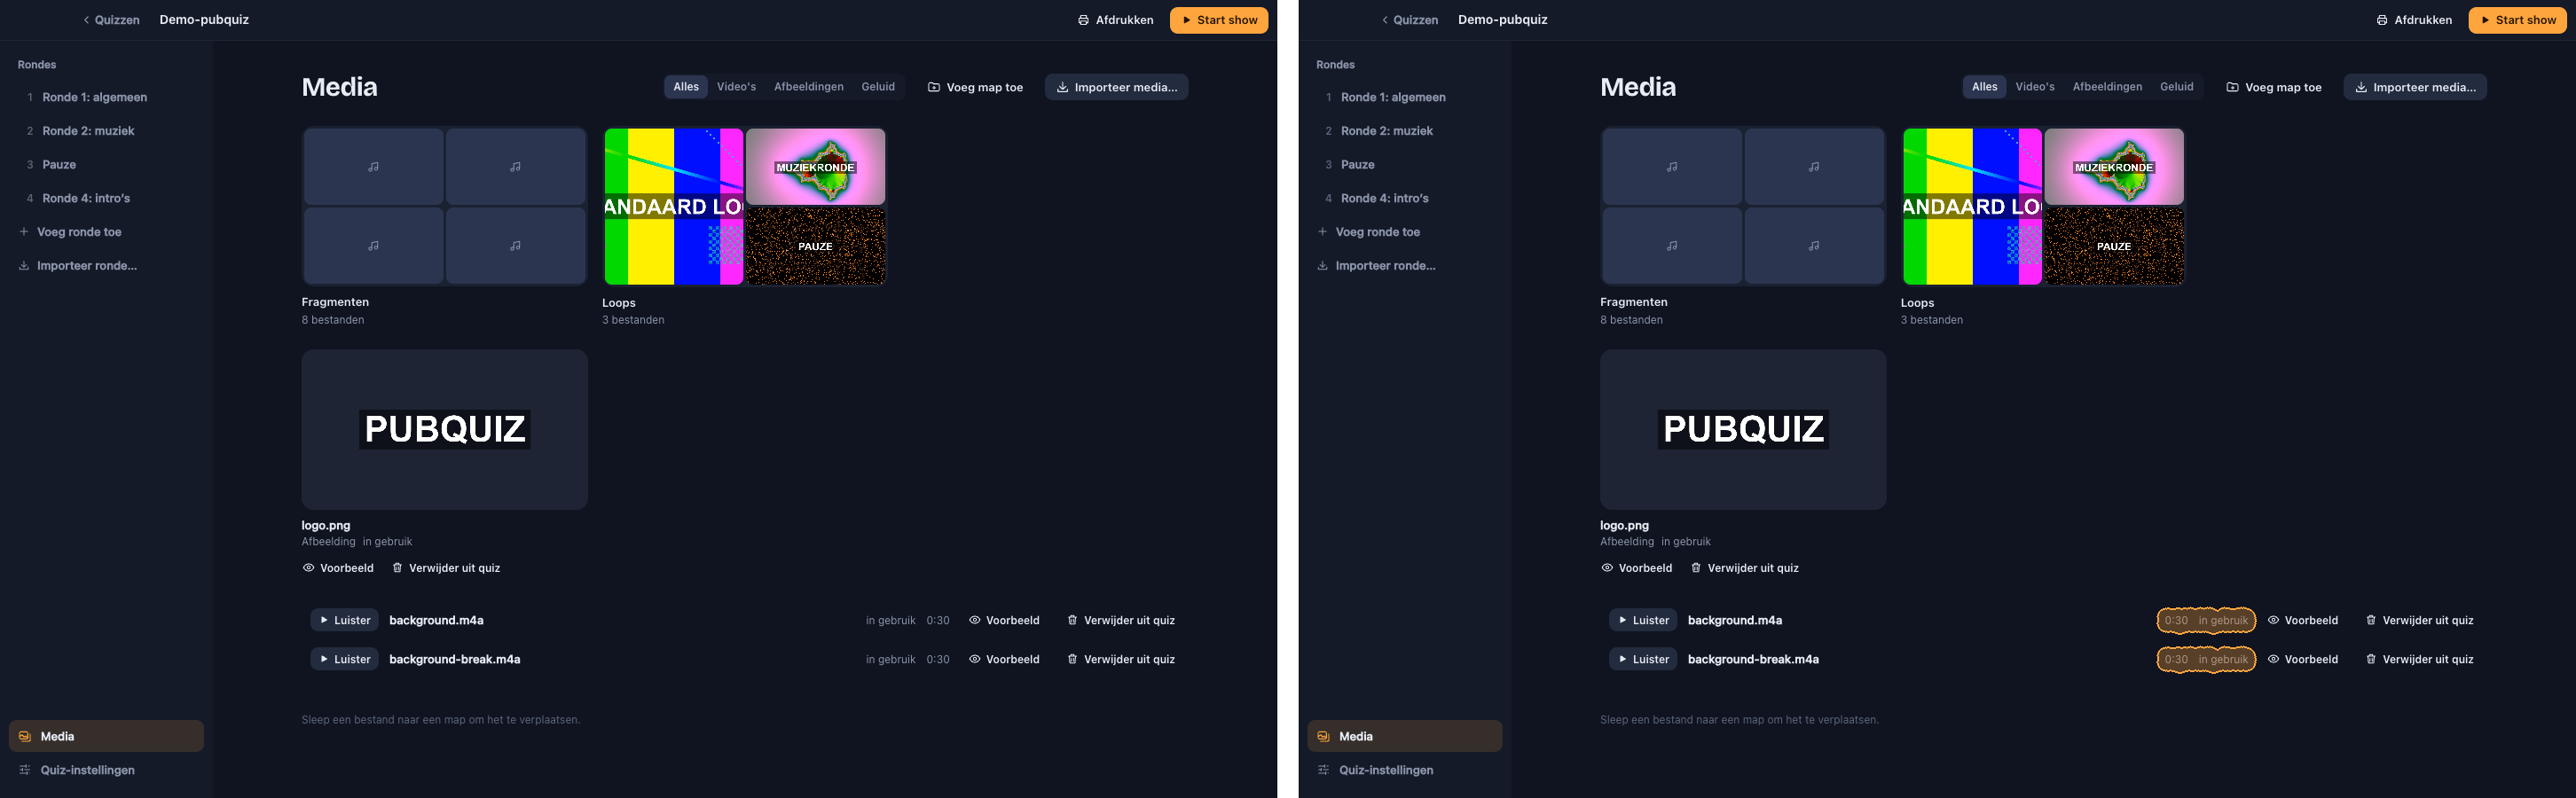 Quizzen Demo-pubquiz Afdrukken Start show
Rondes
1 Ronde 1: algemeen
2 Ronde 2: muziek
3 Pauze
4 Ronde 4: intro's
Voeg ronde toe
Importeer ronde...
Media
Quiz-instellingen
Media Alles Video's Afbeeldingen Geluid Voeg map toe Importeer media...
ANDAARD LO
MUZIEKRONDE
PAUZE
Fragmenten
8 bestanden
Loops
3 bestanden
PUBQUIZ
logo.png
Afbeelding in gebruik
Voorbeeld Verwijder uit quiz
Luister background.m4a in gebruik 0:30 Voorbeeld Verwijder uit quiz
Luister background-break.m4a in gebruik 0:30 Voorbeeld Verwijder uit quiz
Sleep een bestand naar een map om het te verplaatsen.
Quizzen Demo-pubquiz Afdrukken Start show
Rondes
1 Ronde 1: algemeen
2 Ronde 2: muziek
3 Pauze
4 Ronde 4: intro's
Voeg ronde toe
Importeer ronde...
Media
Quiz-instellingen
Media Alles Video's Afbeeldingen Geluid Voeg map toe Importeer media...
ANDAARD LO
MUZIEKRONDE
PAUZE
Fragmenten
8 bestanden
Loops
3 bestanden
PUBQUIZ
logo.png
Afbeelding in gebruik
Voorbeeld Verwijder uit quiz
Luister background.m4a 0:30 in gebruik Voorbeeld Verwijder uit quiz
Luister background-break.m4a 0:30 in gebruik Voorbeeld Verwijder uit quiz
Sleep een bestand naar een map om het te verplaatsen.